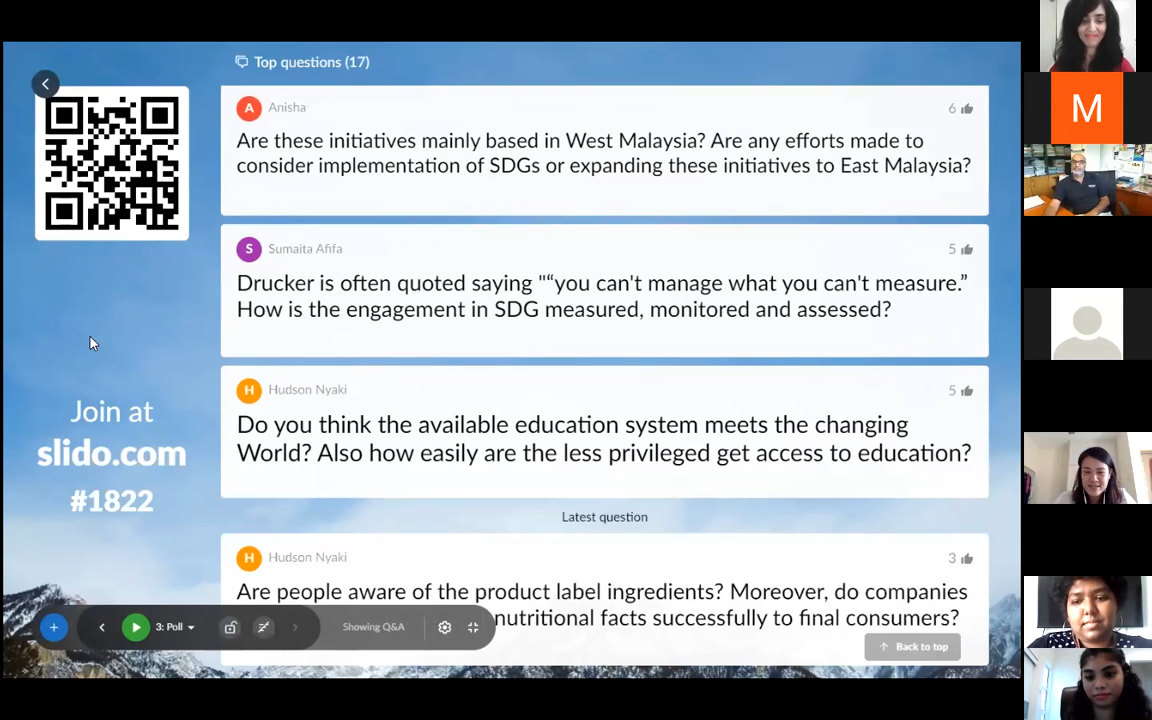 Top questions (17)
A Anisha 6
Are these initiatives mainly based in West Malaysia? Are any efforts made to
consider implementation of SDGs or expanding these initiatives to East Malaysia?
S Sumaita Afifa 5
Drucker is often quoted saying "“you can't manage what you can't measure.”
How is the engagement in SDG measured, monitored and assessed?
H Hudson Nyaki 5
Do you think the available education system meets the changing
World? Also how easily are the less privileged get access to education?
Latest question
H Hudson Nyaki 3
Are people aware of the product label ingredients? Moreover, do companies
nutritional facts successfully to final consumers?
Back to top
Join at
slido.com
#1822
3: Poll
Showing Q&A
M